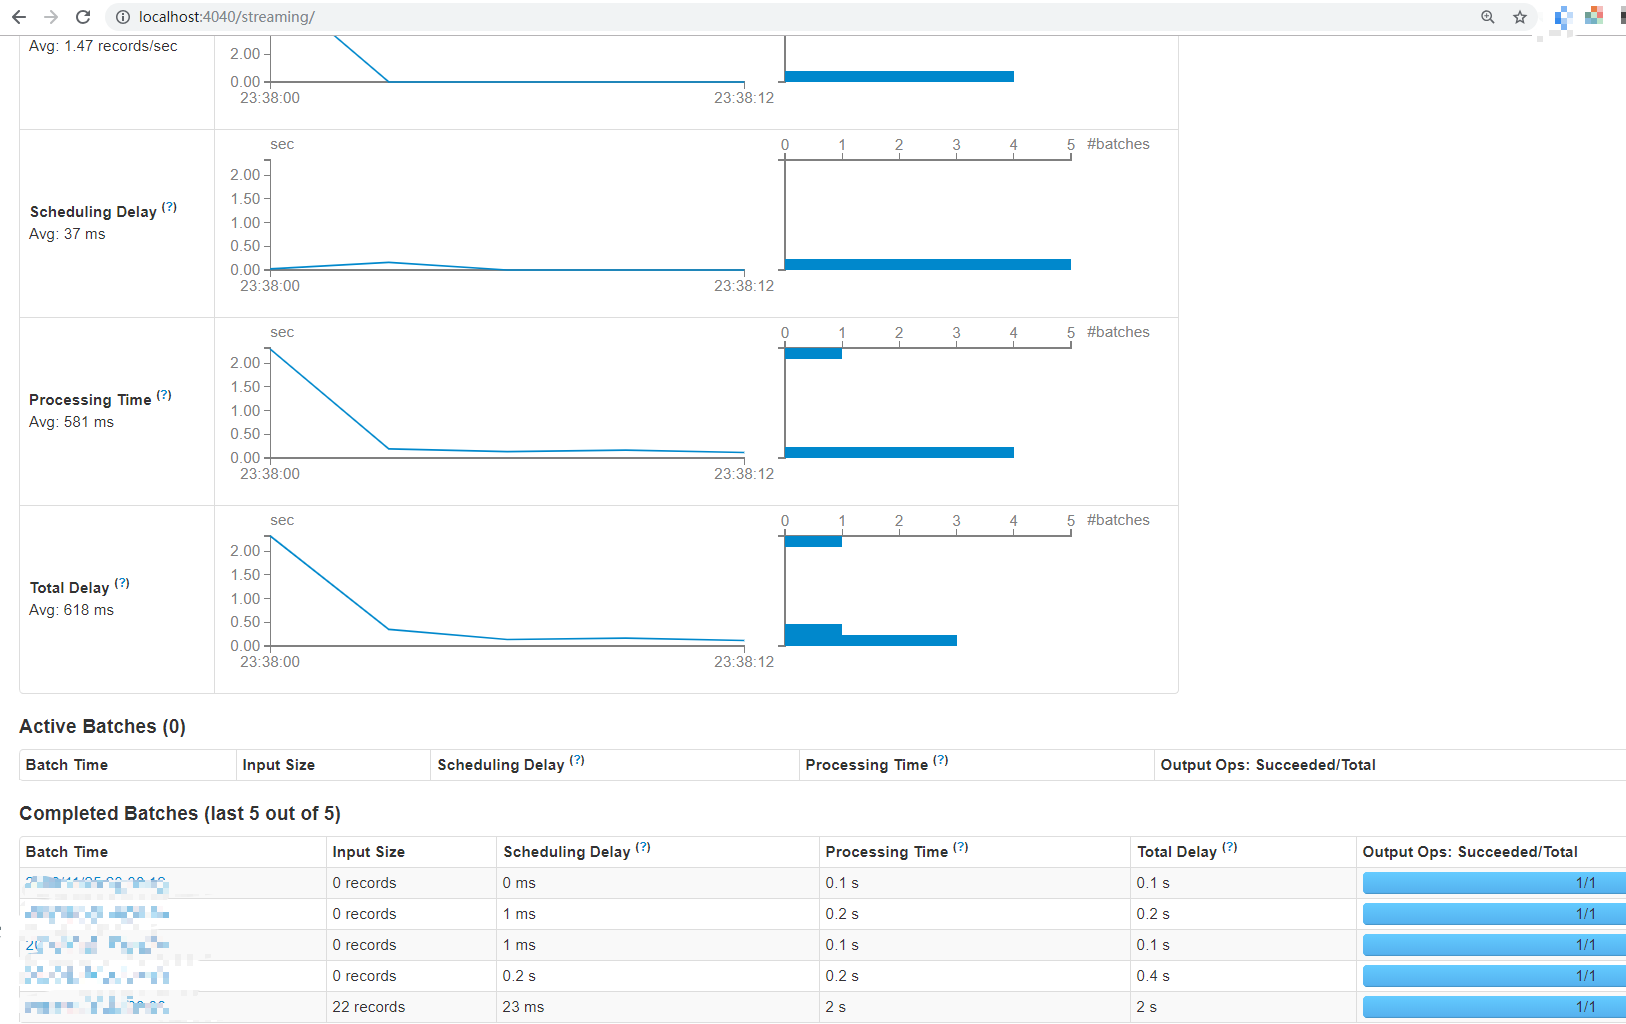 localhost:4040/streaming/
Avg: 1.47 records/sec
2.00
0.00
23:38:00 23:38:12
sec 0 1 2 3 4 5 #batches
2.00
1.50
Scheduling Delay (?) 1.00
Avg: 37 ms 0.50
0.00
23:38:00 23:38:12
sec 0 1 2 3 4 5 #batches
2.00
1.50
Processing Time (?) 1.00
Avg: 581 ms 0.50
0.00
23:38:00 23:38:12
sec 0 1 2 3 4 5 #batches
2.00
1.50
Total Delay (?) 1.00
Avg: 618 ms 0.50
0.00
23:38:00 23:38:12
Active Batches (0)
Batch Time Input Size Scheduling Delay (?) Processing Time (?) Output Ops: Succeeded/Total
Completed Batches (last 5 out of 5)
Batch Time Input Size Scheduling Delay (?) Processing Time (?) Total Delay (?) Output Ops: Succeeded/Total
0 records 0 ms 0.1 s 0.1 s 1/1
0 records 1 ms 0.2 s 0.2 s 1/1
0 records 1 ms 0.1 s 0.1 s 1/1
0 records 0.2 s 0.2 s 0.4 s 1/1
22 records 23 ms 2 s 2 s 1/1